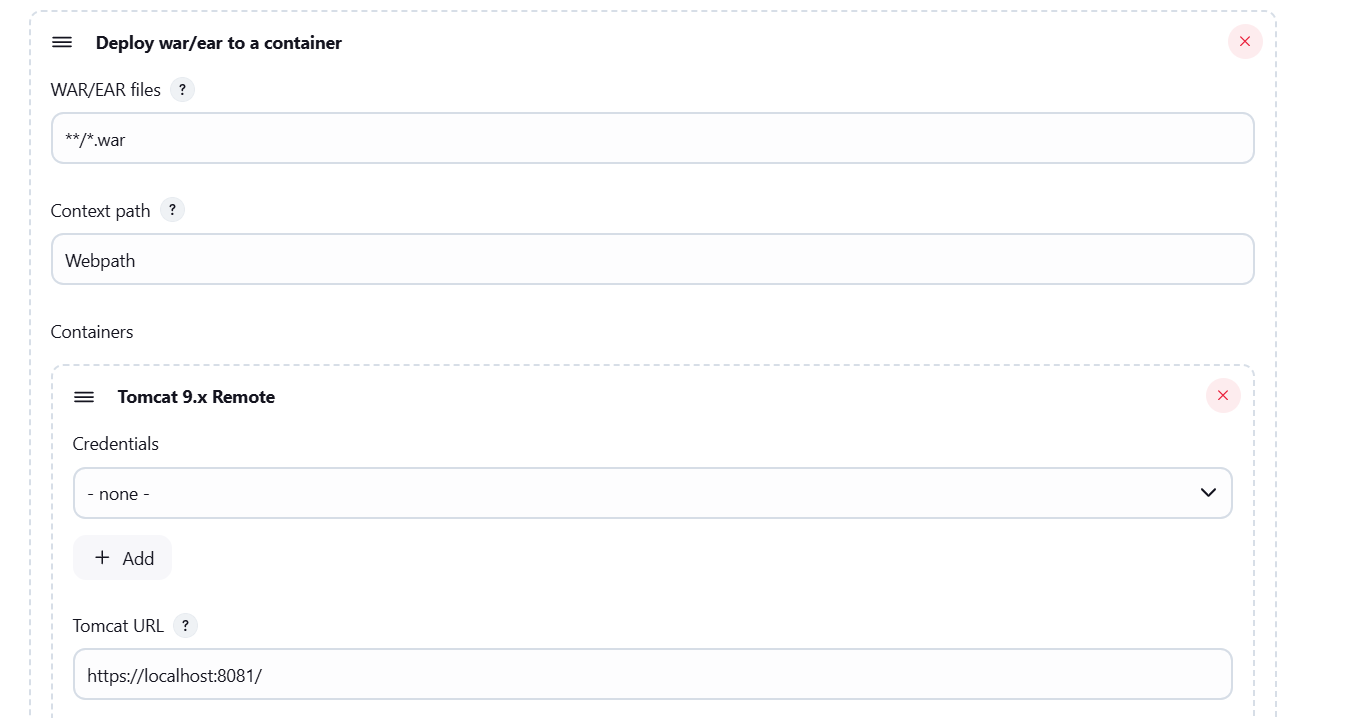 Deploy war/ear to a container
WAR/EAR files ?
**/*.war
Context path ?
Webpath
Containers
Tomcat 9.x Remote
Credentials
- none -
+ Add
Tomcat URL ?
https://localhost:8081/